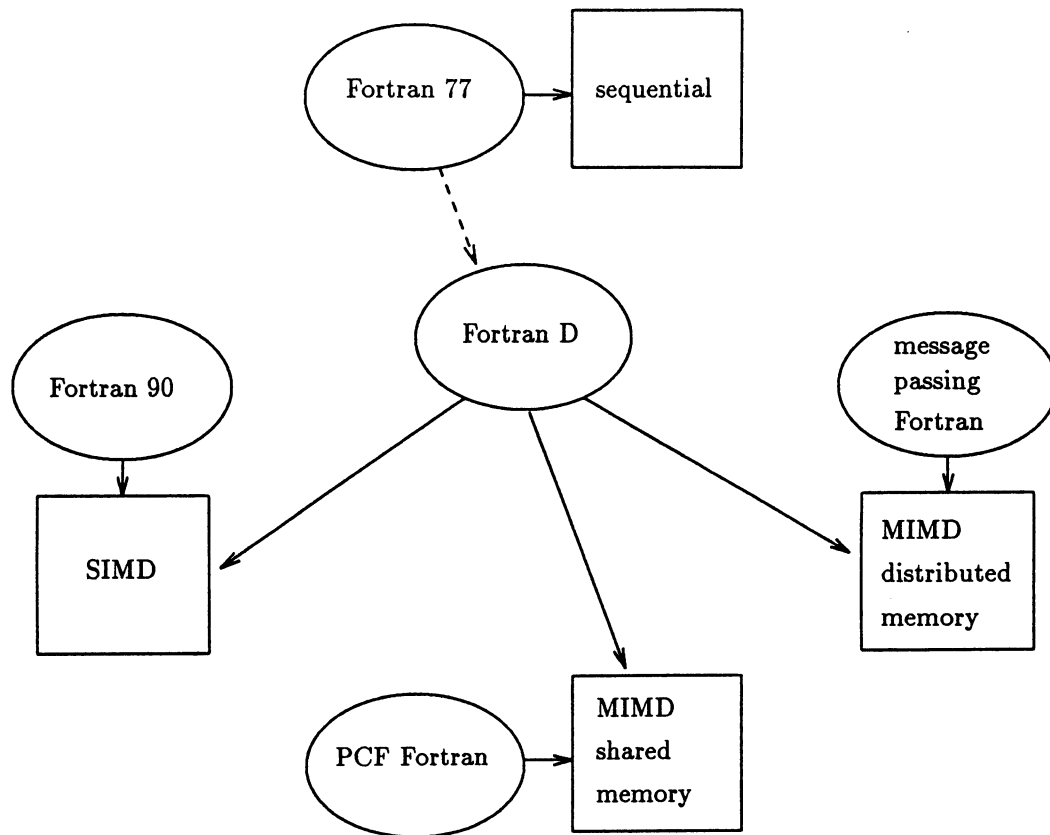 Fortran 77
sequential
Fortran D
Fortran 90
message
passing
Fortran
SIMD
MIMD
distributed
memory
PCF Fortran
MIMD
shared
memory